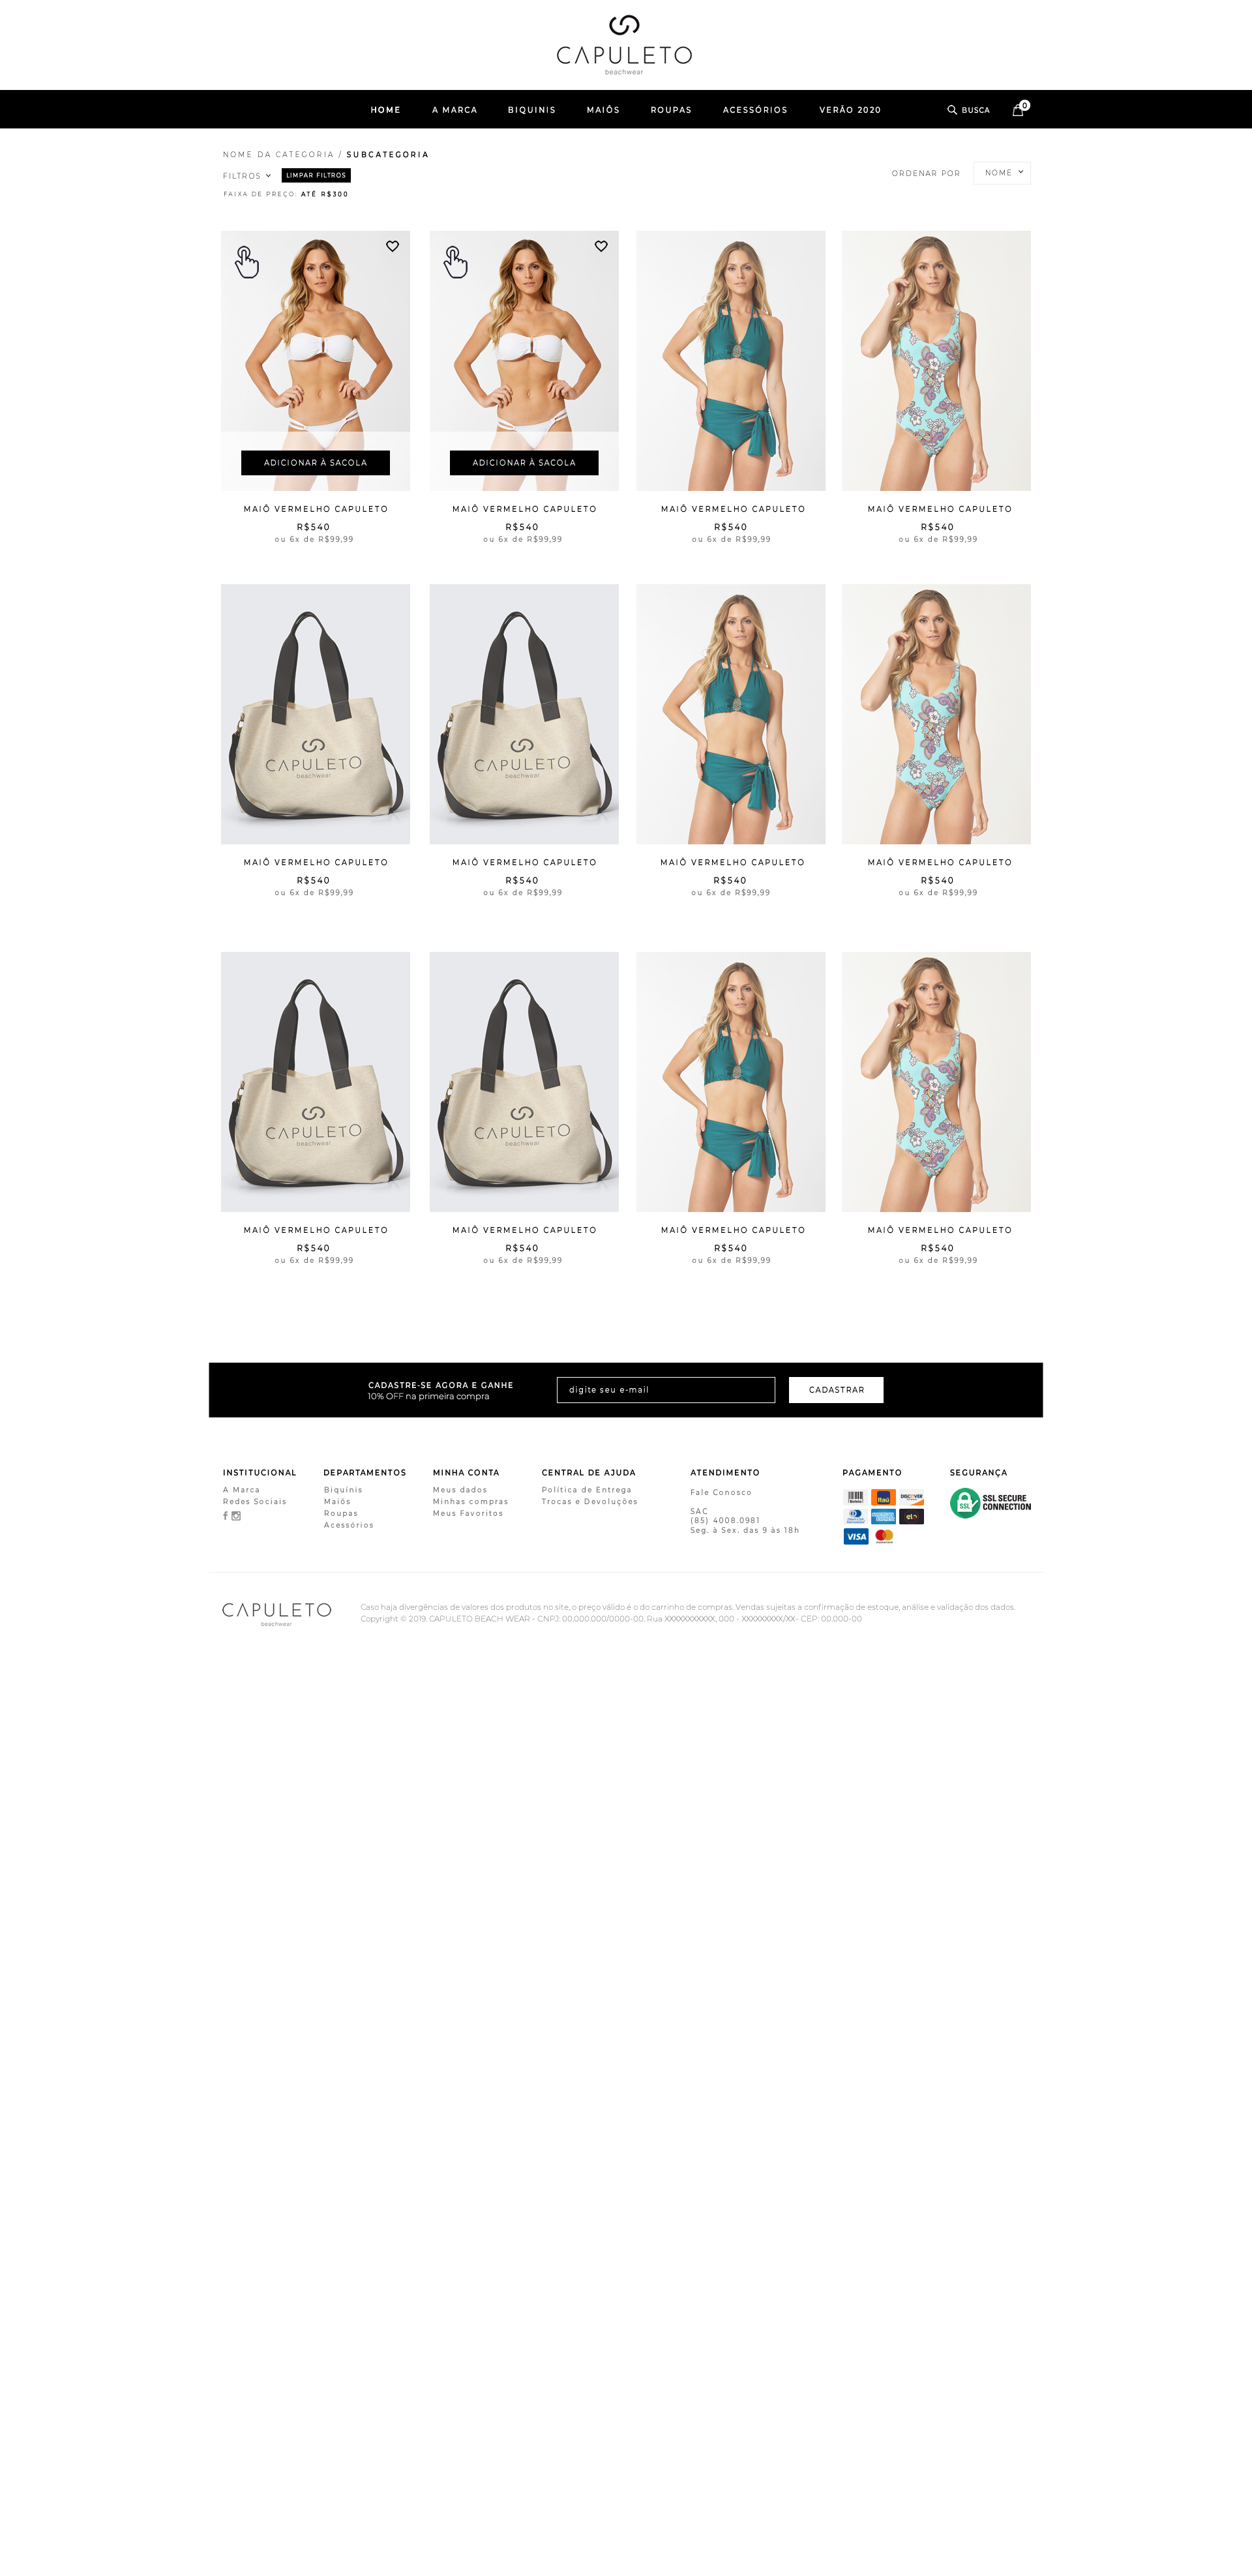 CAPULETO
beachwear
HOME A MARCA BIQUINIS MAIÔS ROUPAS ACESSÓRIOS VERÃO 2020 BUSCA 0
NOME DA CATEGORIA / SUBCATEGORIA
FILTROS LIMPAR FILTROS
ORDENAR POR NOME
FAIXA DE PREÇO: ATÉ R$300
ADICIONAR À SACOLA ADICIONAR À SACOLA
MAIÔ VERMELHO CAPULETO MAIÔ VERMELHO CAPULETO MAIÔ VERMELHO CAPULETO MAIÔ VERMELHO CAPULETO
R$540 R$540 R$540 R$540
ou 6x de R$99,99 ou 6x de R$99,99 ou 6x de R$99,99 ou 6x de R$99,99
CAPULETO CAPULETO
beachwear beachwear
MAIÔ VERMELHO CAPULETO MAIÔ VERMELHO CAPULETO MAIÔ VERMELHO CAPULETO MAIÔ VERMELHO CAPULETO
R$540 R$540 R$540 R$540
ou 6x de R$99,99 ou 6x de R$99,99 ou 6x de R$99,99 ou 6x de R$99,99
CAPULETO CAPULETO
beachwear beachwear
MAIÔ VERMELHO CAPULETO MAIÔ VERMELHO CAPULETO MAIÔ VERMELHO CAPULETO MAIÔ VERMELHO CAPULETO
R$540 R$540 R$540 R$540
ou 6x de R$99,99 ou 6x de R$99,99 ou 6x de R$99,99 ou 6x de R$99,99
CADASTRE-SE AGORA E GANHE
10% OFF na primeira compra
digite seu e-mail CADASTRAR
INSTITUCIONAL
A Marca
Redes Sociais
DEPARTAMENTOS
Biquínis
Maiôs
Roupas
Acessórios
MINHA CONTA
Meus dados
Minhas compras
Meus Favoritos
CENTRAL DE AJUDA
Política de Entrega
Trocas e Devoluções
ATENDIMENTO
Fale Conosco
SAC
(85) 4008.0981
Seg. à Sex. das 9 às 18h
PAGAMENTO
Itaú DISCOVER
elo
VISA
SEGURANÇA
SSL SSL SECURE
CONNECTION
CAPULETO
beachwear
Caso haja divergências de valores dos produtos no site, o preço válido é o do carrinho de compras. Vendas sujeitas a confirmação de estoque, análise e validação dos dados.
Copyright © 2019. CAPULETO BEACH WEAR - CNPJ: 00.000.000/0000-00. Rua XXXXXXXXXXX, 000 - XXXXXXXXX/XX - CEP: 00.000-00